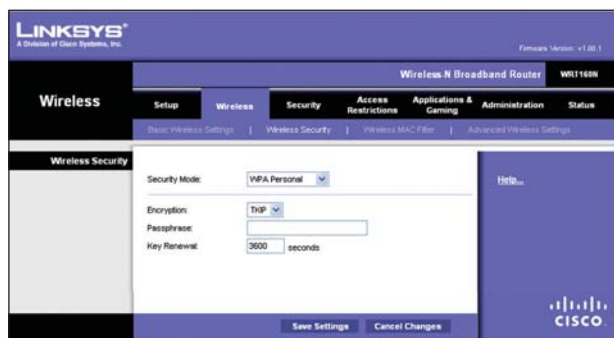 LINKSYS®
A Division of Cisco Systems, Inc.
Firmware Version: v1.00.1
Wireless-N Broadband Router WRT160N
Wireless
Setup Wireless Security Access Restrictions Applications & Gaming Administration Status
Basic Wireless Settings | Wireless Security | Wireless MAC Filter | Advanced Wireless Settings
Wireless Security
Security Mode: WPA Personal
Help...
Encryption: TKIP
Passphrase:
Key Renewal: 3600 seconds
Save Settings Cancel Changes
CISCO